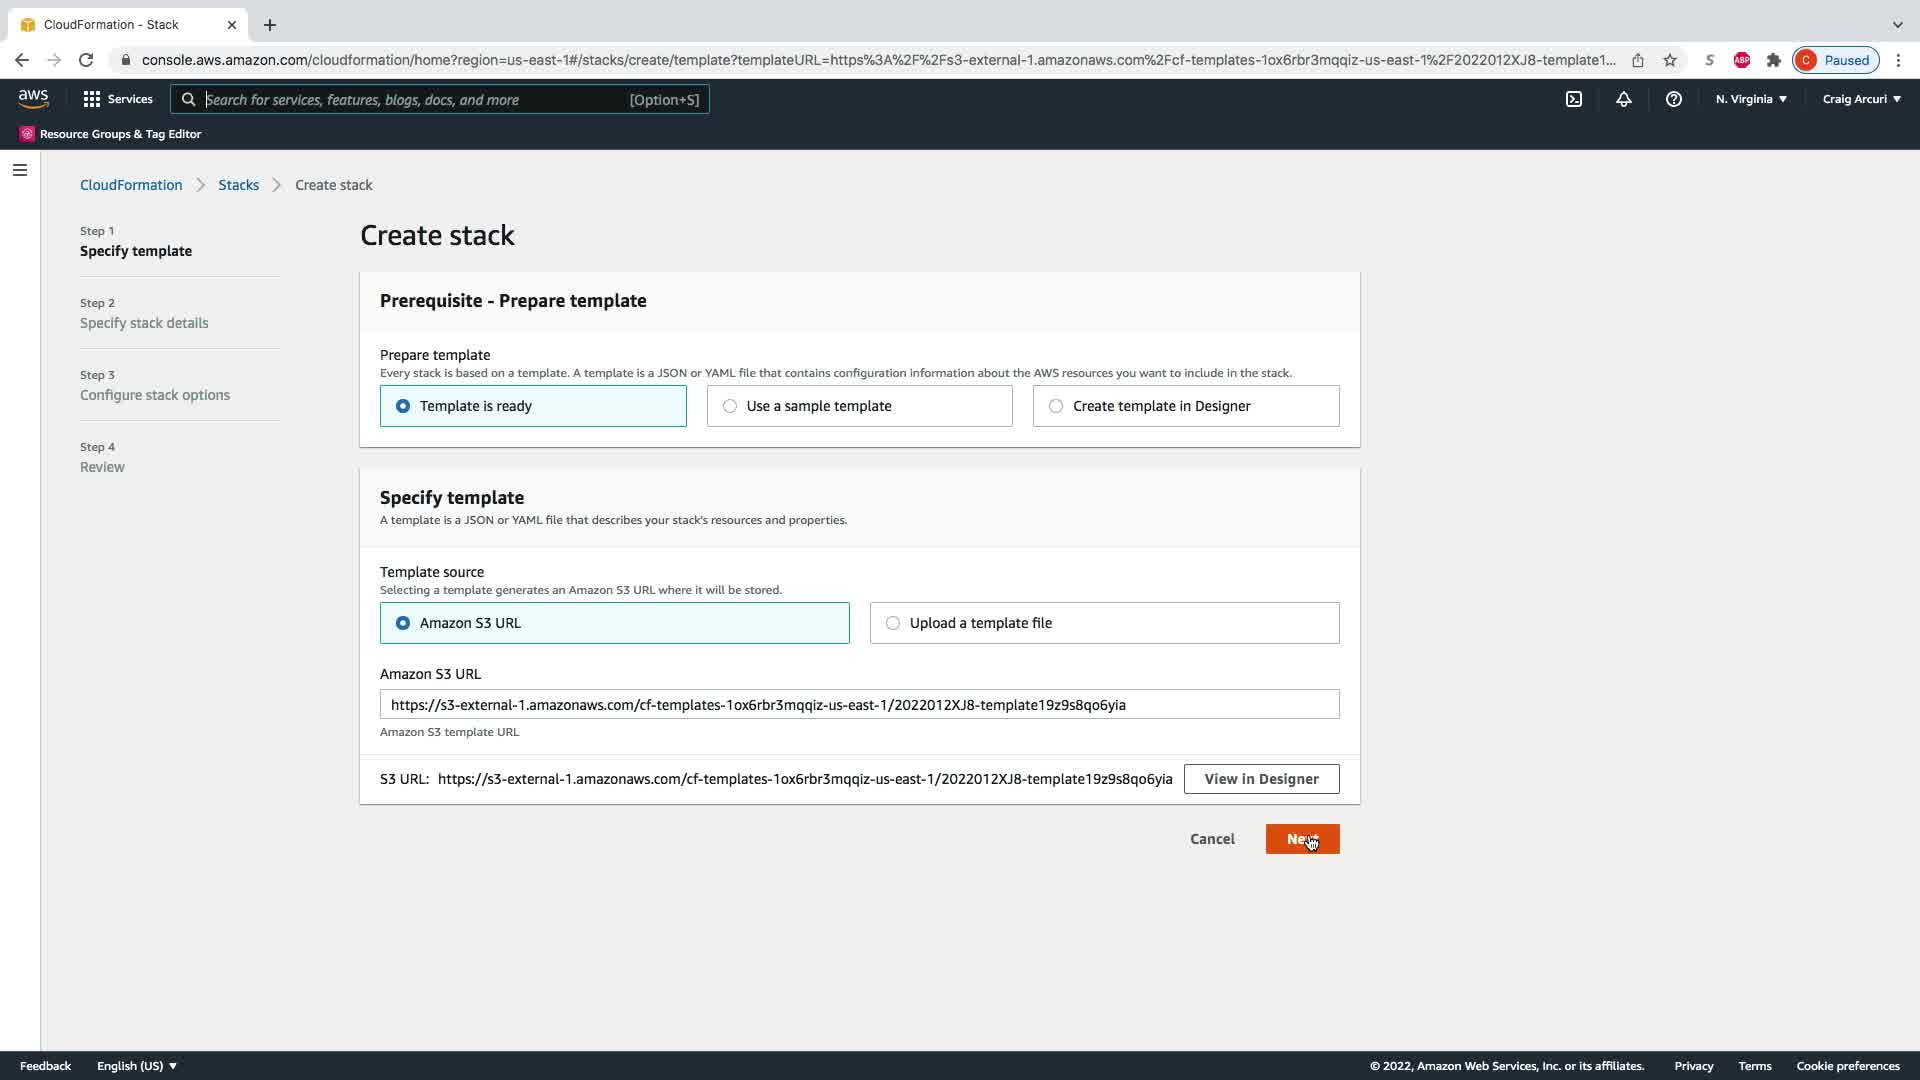 CloudFormation - Stack
console.aws.amazon.com/cloudformation/home?region=us-east-1#/stacks/create/template?templateURL=https%3A%2F%2Fs3-external-1.amazonaws.com%2Fcf-templates-1ox6rbr3mqqiz-us-east-1%2F2022012XJ8-template1...
S
ABP
C
Paused
aws
Services
Search for services, features, blogs, docs, and more
[Option+S]
N. Virginia
Craig Arcuri
Resource Groups & Tag Editor
CloudFormation
Stacks
Create stack
Step 1
Specify template
Step 2
Specify stack details
Step 3
Configure stack options
Step 4
Review
Create stack
Prerequisite - Prepare template
Prepare template
Every stack is based on a template. A template is a JSON or YAML file that contains configuration information about the AWS resources you want to include in the stack.
Template is ready
Use a sample template
Create template in Designer
Specify template
A template is a JSON or YAML file that describes your stack's resources and properties.
Template source
Selecting a template generates an Amazon S3 URL where it will be stored.
Amazon S3 URL
Upload a template file
Amazon S3 URL
https://s3-external-1.amazonaws.com/cf-templates-1ox6rbr3mqqiz-us-east-1/2022012XJ8-template19z9s8qo6yia
Amazon S3 template URL
S3 URL: https://s3-external-1.amazonaws.com/cf-templates-1ox6rbr3mqqiz-us-east-1/2022012XJ8-template19z9s8qo6yia
View in Designer
Cancel
Next
Feedback
English (US)
© 2022, Amazon Web Services, Inc. or its affiliates.
Privacy
Terms
Cookie preferences